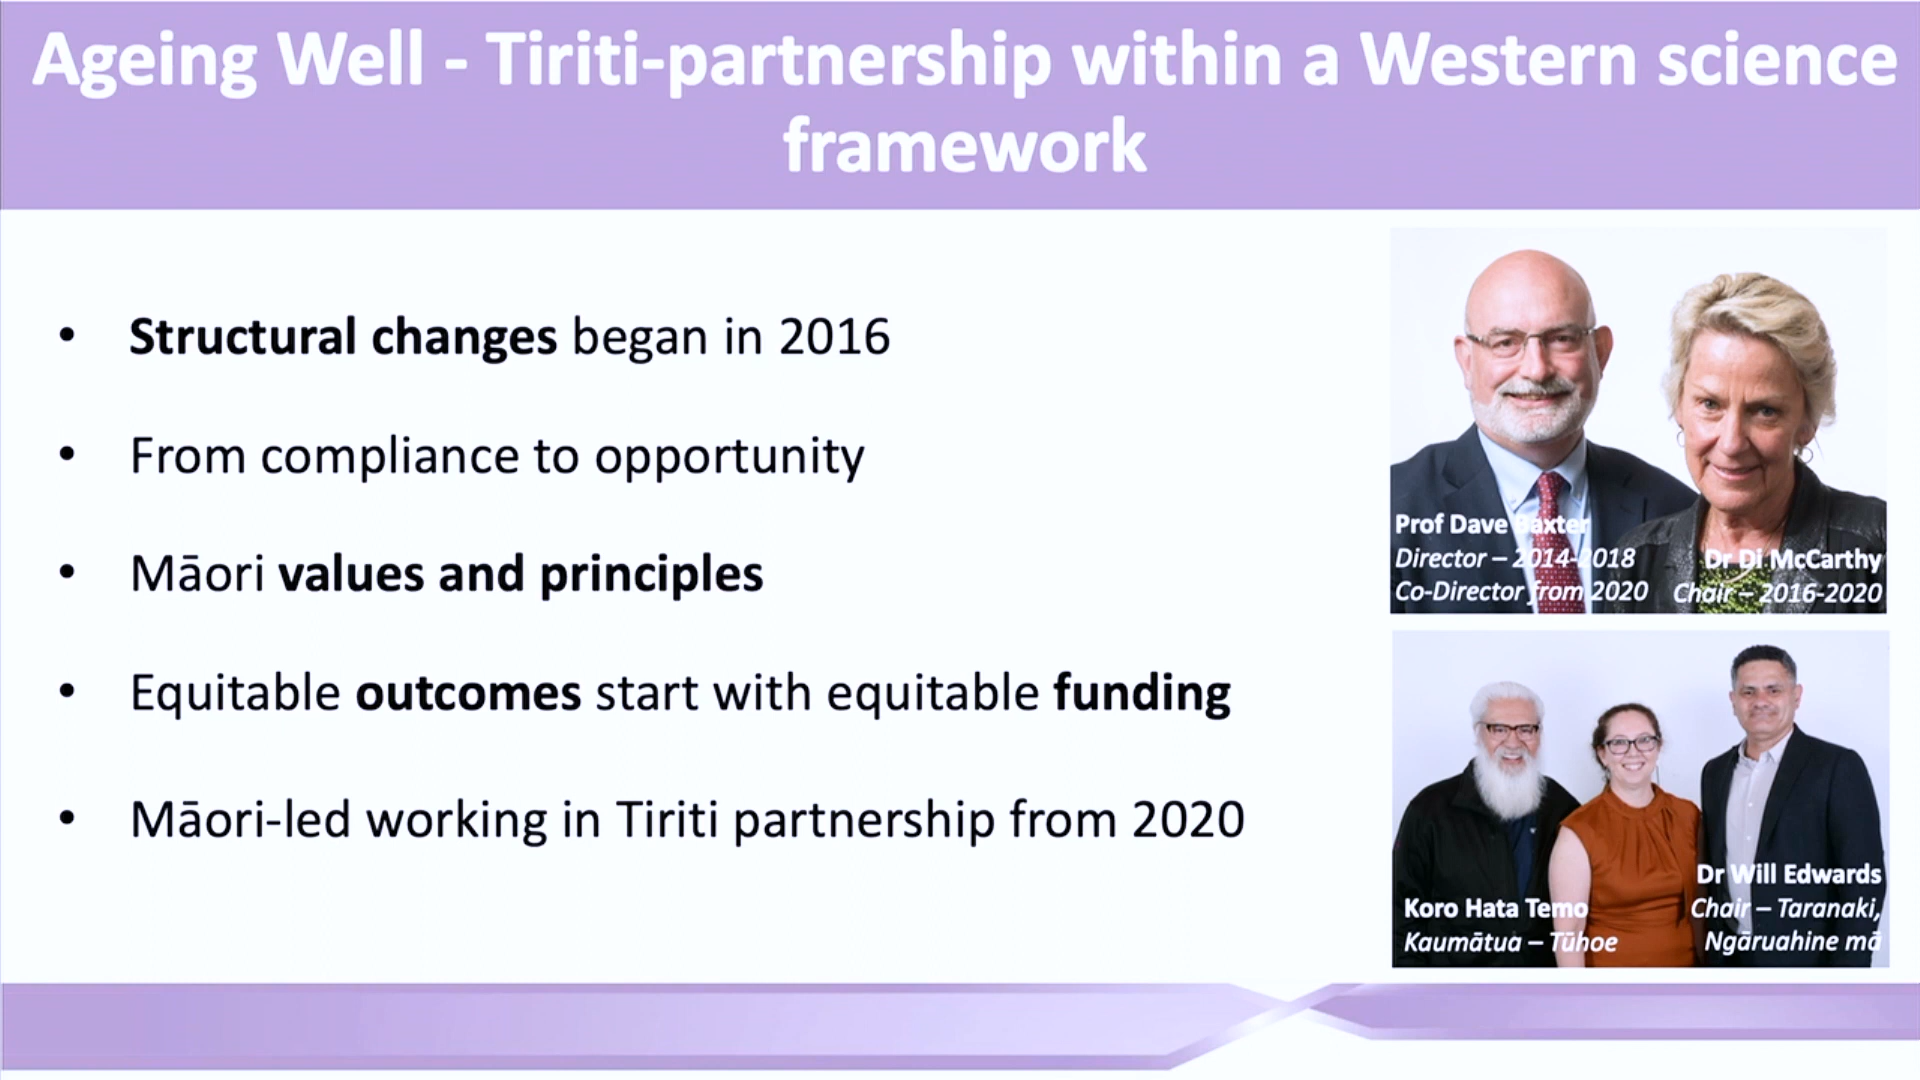 Ageing Well - Tiriti-partnership within a Western science
framework
• Structural changes began in 2016
• From compliance to opportunity
• Māori values and principles
• Equitable outcomes start with equitable funding
• Māori-led working in Tiriti partnership from 2020
Prof Dave Baxter
Director – 2014-2018
Co-Director from 2020
Dr Di McCarthy
Chair – 2016-2020
Koro Hata Temo
Kaumātua – Tūhoe
Dr Will Edwards
Chair – Taranaki,
Ngāruahine mā